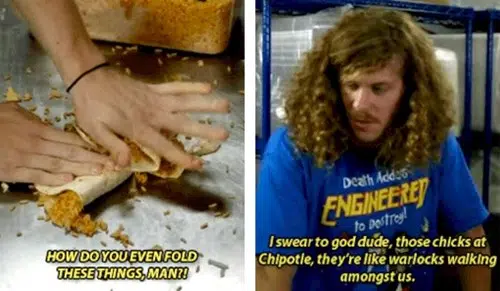 HOW DO YOU EVEN FOLD
THESE THINGS, MAN?!
Death Adder
ENGINEERED
to Destroy!
I swear to god dude, those chicks at
Chipotle, they're like warlocks walking
amongst us.